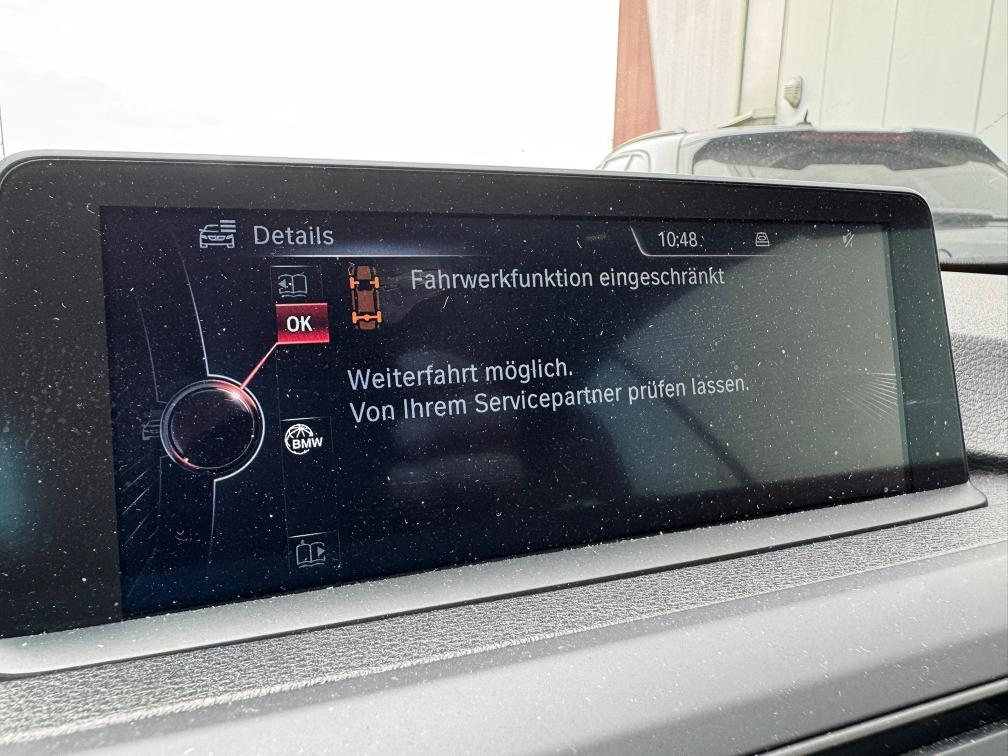 Details
10:48
Fahrwerkfunktion eingeschränkt
OK
Weiterfahrt möglich.
Von Ihrem Servicepartner prüfen lassen.
BMW